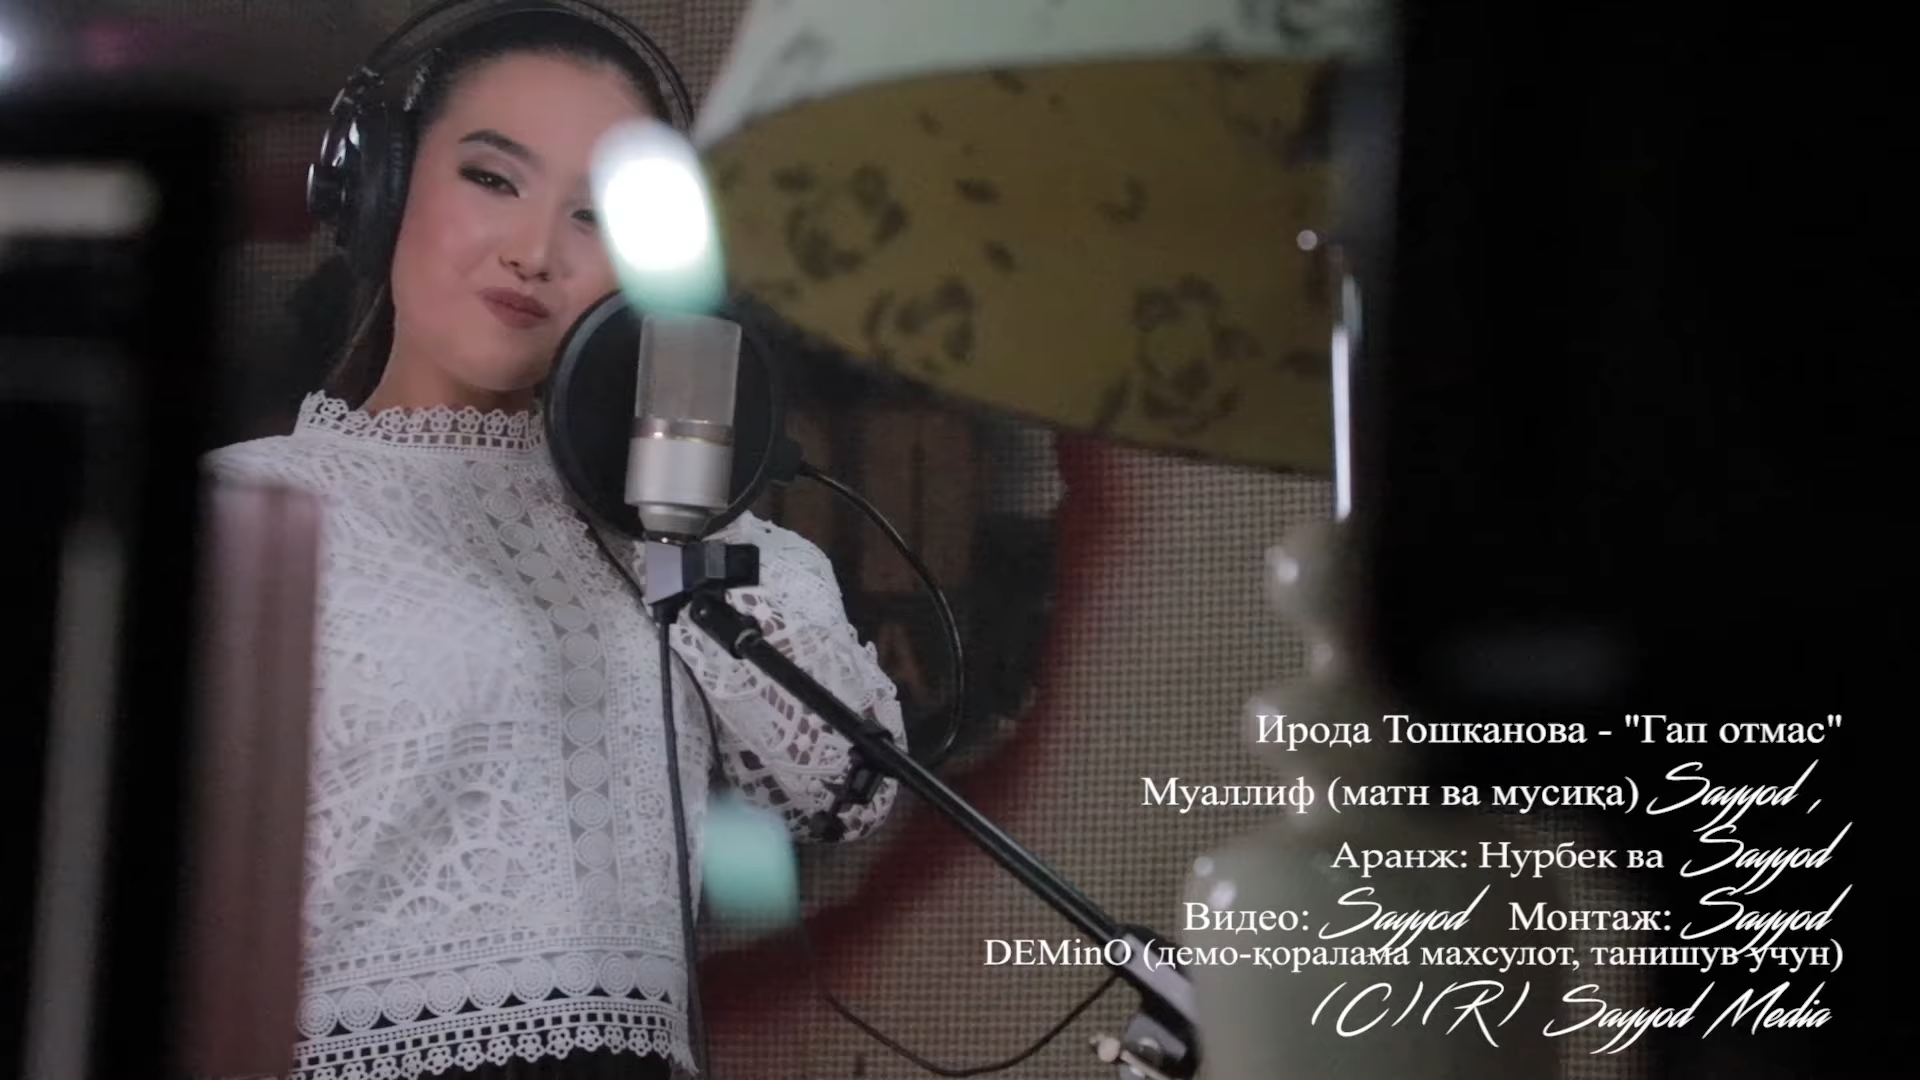 Ирода Тошканова - "Гап отмас"
Муаллиф (матн ва мусиқа) Sayyod ,
Аранж: Нурбек ва Sayyod
Видео: Sayyod Монтаж: Sayyod
DEMinO (демо-қоралама махсулот, танишув учун)
(C)(R) Sayyod Media